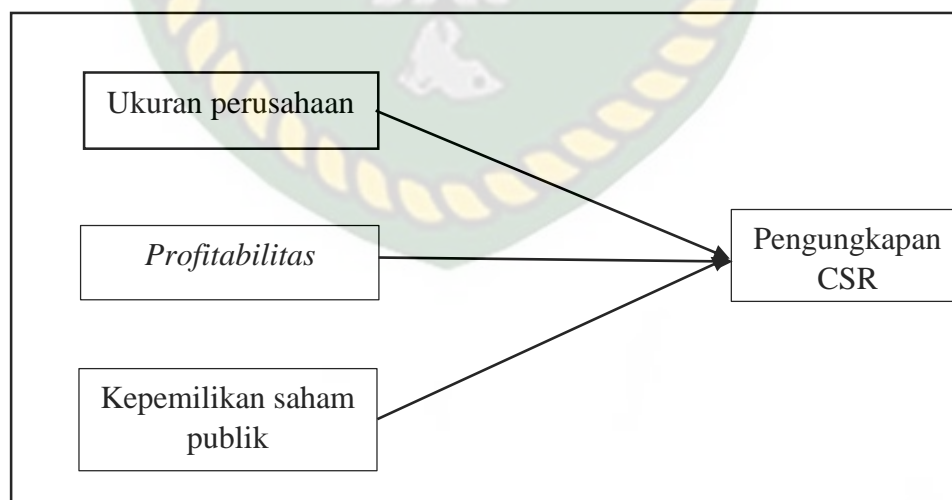 Ukuran perusahaan
Profitabilitas
Kepemilikan saham
publik
Pengungkapan
CSR